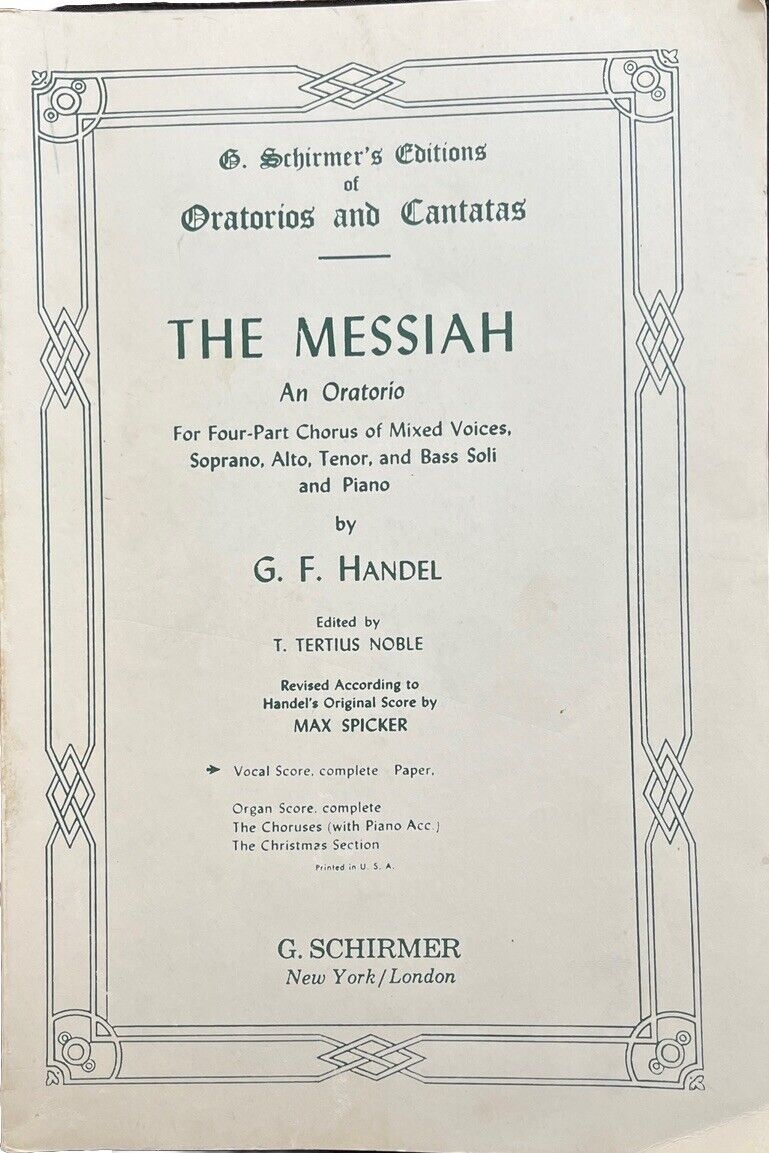 G. Schirmer's Editions
of
Oratorios and Cantatas
THE MESSIAH
An Oratorio
For Four-Part Chorus of Mixed Voices,
Soprano, Alto, Tenor, and Bass Soli
and Piano
by
G. F. HANDEL
Edited by
T. TERTIUS NOBLE
Revised According to
Handel's Original Score by
MAX SPICKER
➔ Vocal Score, complete Paper,
Organ Score, complete
The Choruses (with Piano Acc.)
The Christmas Section
Printed in U. S. A.
G. SCHIRMER
New York/London